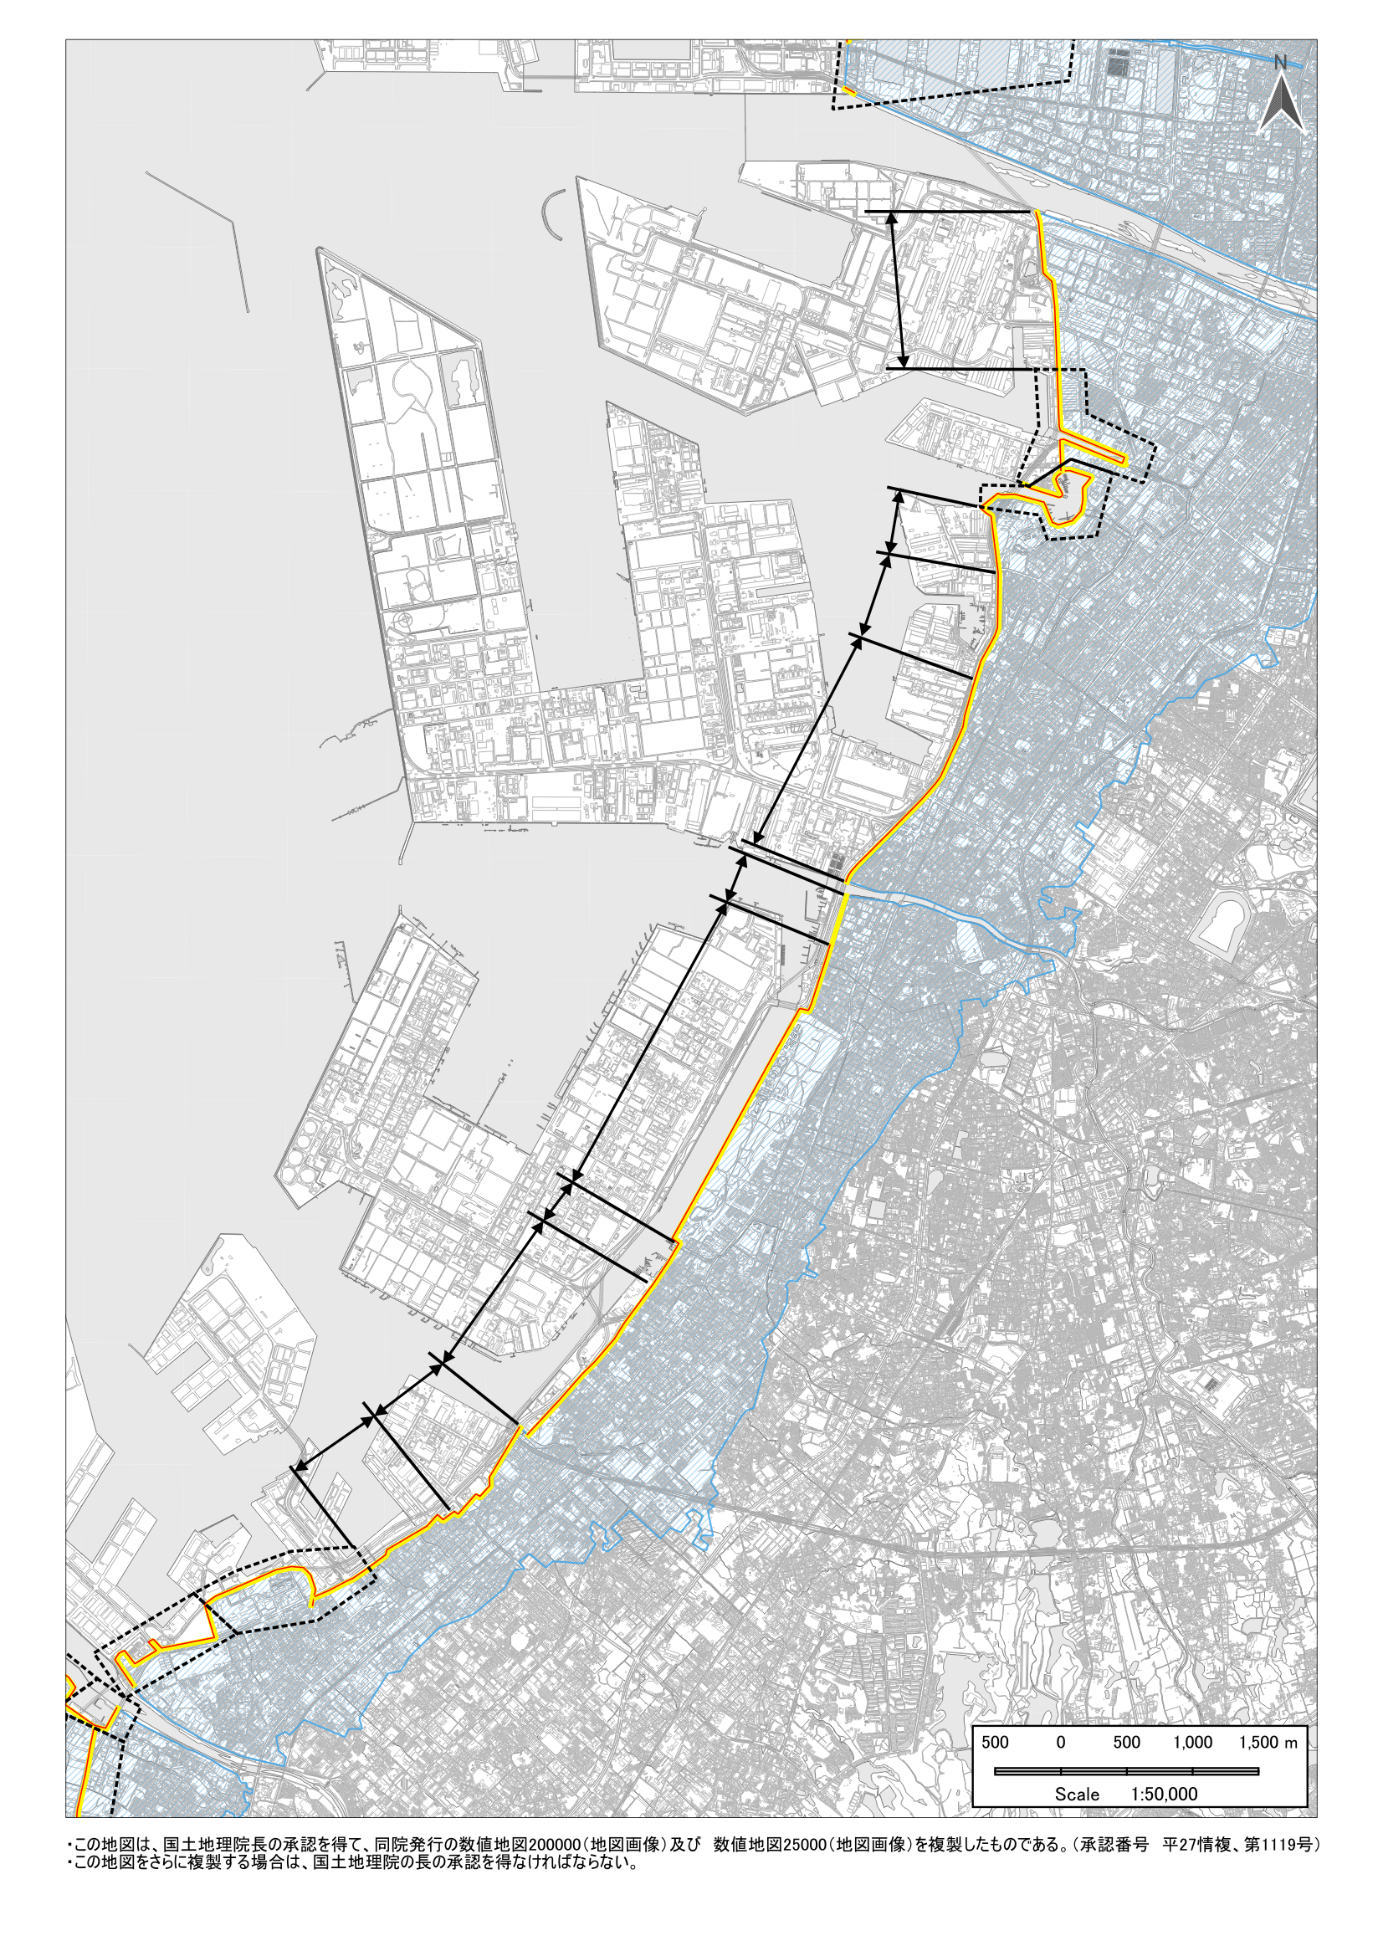 N
500 0 500 1,000 1,500 m
Scale 1:50,000
・この地図は、国土地理院長の承認を得て、同院発行の数値地図200000(地図画像)及び 数値地図25000(地図画像)を複製したものである。(承認番号 平27情複、第1119号)
・この地図をさらに複製する場合は、国土地理院の長の承認を得なければならない。